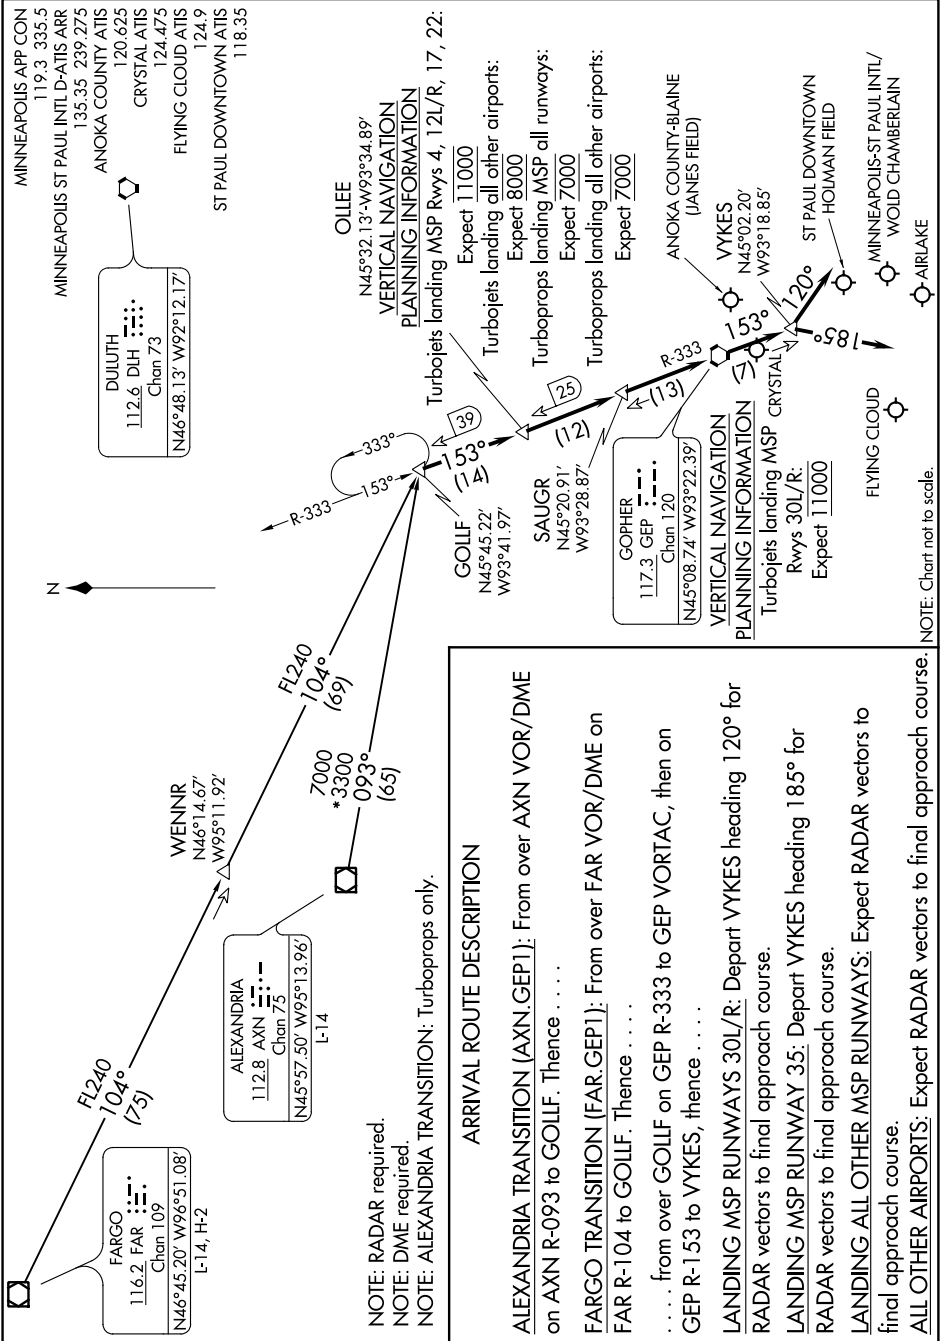 MINNEAPOLIS APP CON
119.3 335.5
MINNEAPOLIS ST PAUL INTL D-ATIS ARR
135.35 239.275
ANOKA COUNTY ATIS
120.625
CRYSTAL ATIS
124.475
FLYING CLOUD ATIS
124.9
ST PAUL DOWNTOWN ATIS
118.35
DULUTH
112.6 DLH
Chan 73
N46°48.13' W92°12.17'
N
FARGO
116.2 FAR
Chan 109
N46°45.20' W96°51.08'
L-14, H-2
FL240
104°
(75)
WENNR
N46°14.67'
W95°11.92'
FL240
104°
(69)
ALEXANDRIA
112.8 AXN
Chan 75
N45°57.50' W95°13.96'
L-14
7000
*3300
093°
(65)
R-333
153°
333°
GOLLF
N45°45.22'
W93°41.97'
39
153°
(14)
OLLEE
N45°32.13'-W93°34.89'
VERTICAL NAVIGATION
PLANNING INFORMATION
Turbojets landing MSP Rwys 4, 12L/R, 17, 22:
Expect 11000
Turbojets landing all other airports:
Expect 8000
Turboprops landing MSP all runways:
Expect 7000
Turboprops landing all other airports:
Expect 7000
25
(12)
SAUGR
N45°20.91'
W93°28.87'
R-333
(13)
GOPHER
117.3 GEP
Chan 120
N45°08.74' W93°22.39'
153°
(7)
ANOKA COUNTY-BLAINE
(JANES FIELD)
VYKES
N45°02.20'
W93°18.85'
CRYSTAL
VERTICAL NAVIGATION
PLANNING INFORMATION
Turbojets landing MSP
Rwys 30L/R:
Expect 11000
120°
185°
ST PAUL DOWNTOWN
HOLMAN FIELD
MINNEAPOLIS-ST PAUL INTL/
WOLD CHAMBERLAIN
AIRLAKE
FLYING CLOUD
NOTE: Chart not to scale.
NOTE: RADAR required.
NOTE: DME required.
NOTE: ALEXANDRIA TRANSITION: Turboprops only.
ARRIVAL ROUTE DESCRIPTION
ALEXANDRIA TRANSITION (AXN.GEP1): From over AXN VOR/DME
on AXN R-093 to GOLLF. Thence . . . .
FARGO TRANSITION (FAR.GEP1): From over FAR VOR/DME on
FAR R-104 to GOLLF. Thence . . . .
. . . . from over GOLLF on GEP R-333 to GEP VORTAC, then on
GEP R-153 to VYKES, thence . . . .
LANDING MSP RUNWAYS 30L/R: Depart VYKES heading 120° for
RADAR vectors to final approach course.
LANDING MSP RUNWAY 35: Depart VYKES heading 185° for
RADAR vectors to final approach course.
LANDING ALL OTHER MSP RUNWAYS: Expect RADAR vectors to
final approach course.
ALL OTHER AIRPORTS: Expect RADAR vectors to final approach course.